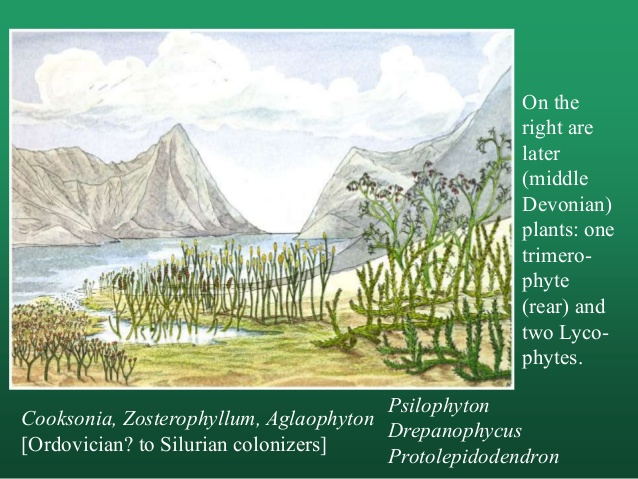 On the
right are
later
(middle
Devonian)
plants: one
trimero-
phyte
(rear) and
two Lyco-
phytes.
Cooksonia, Zosterophyllum, Aglaophyton
[Ordovician? to Silurian colonizers]
Psilophyton
Drepanophycus
Protolepidodendron